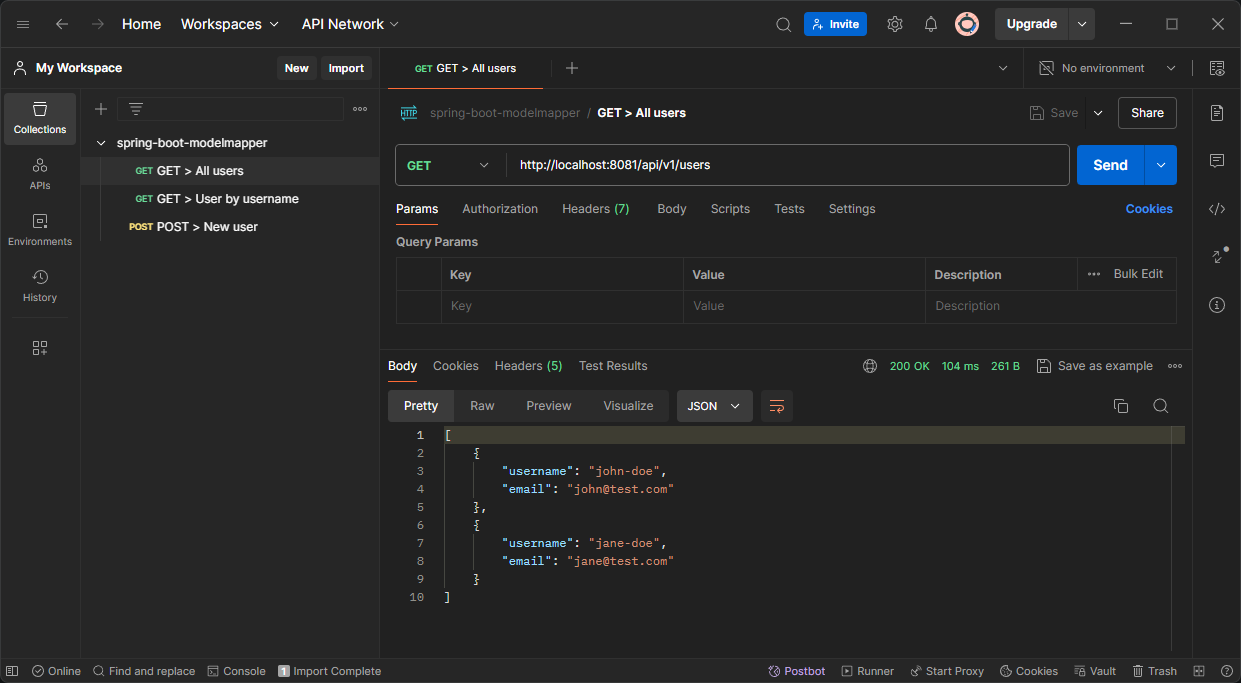 Home Workspaces API Network Invite Upgrade
My Workspace New Import GET GET > All users No environment
Collections
APIs
Environments
History
spring-boot-modelmapper
GET GET > All users
GET GET > User by username
POST POST > New user
HTTP spring-boot-modelmapper / GET > All users Save Share
GET http://localhost:8081/api/v1/users Send
Params Authorization Headers (7) Body Scripts Tests Settings Cookies
Query Params
Key Value Description Bulk Edit
Key Value Description
Body Cookies Headers (5) Test Results 200 OK 104 ms 261 B Save as example
Pretty Raw Preview Visualize JSON
1 [
2 {
3 "username": "john-doe",
4 "email": "john@test.com"
5 },
6 {
7 "username": "jane-doe",
8 "email": "jane@test.com"
9 }
10 ]
Online Find and replace Console 1 Import Complete Postbot Runner Start Proxy Cookies Vault Trash